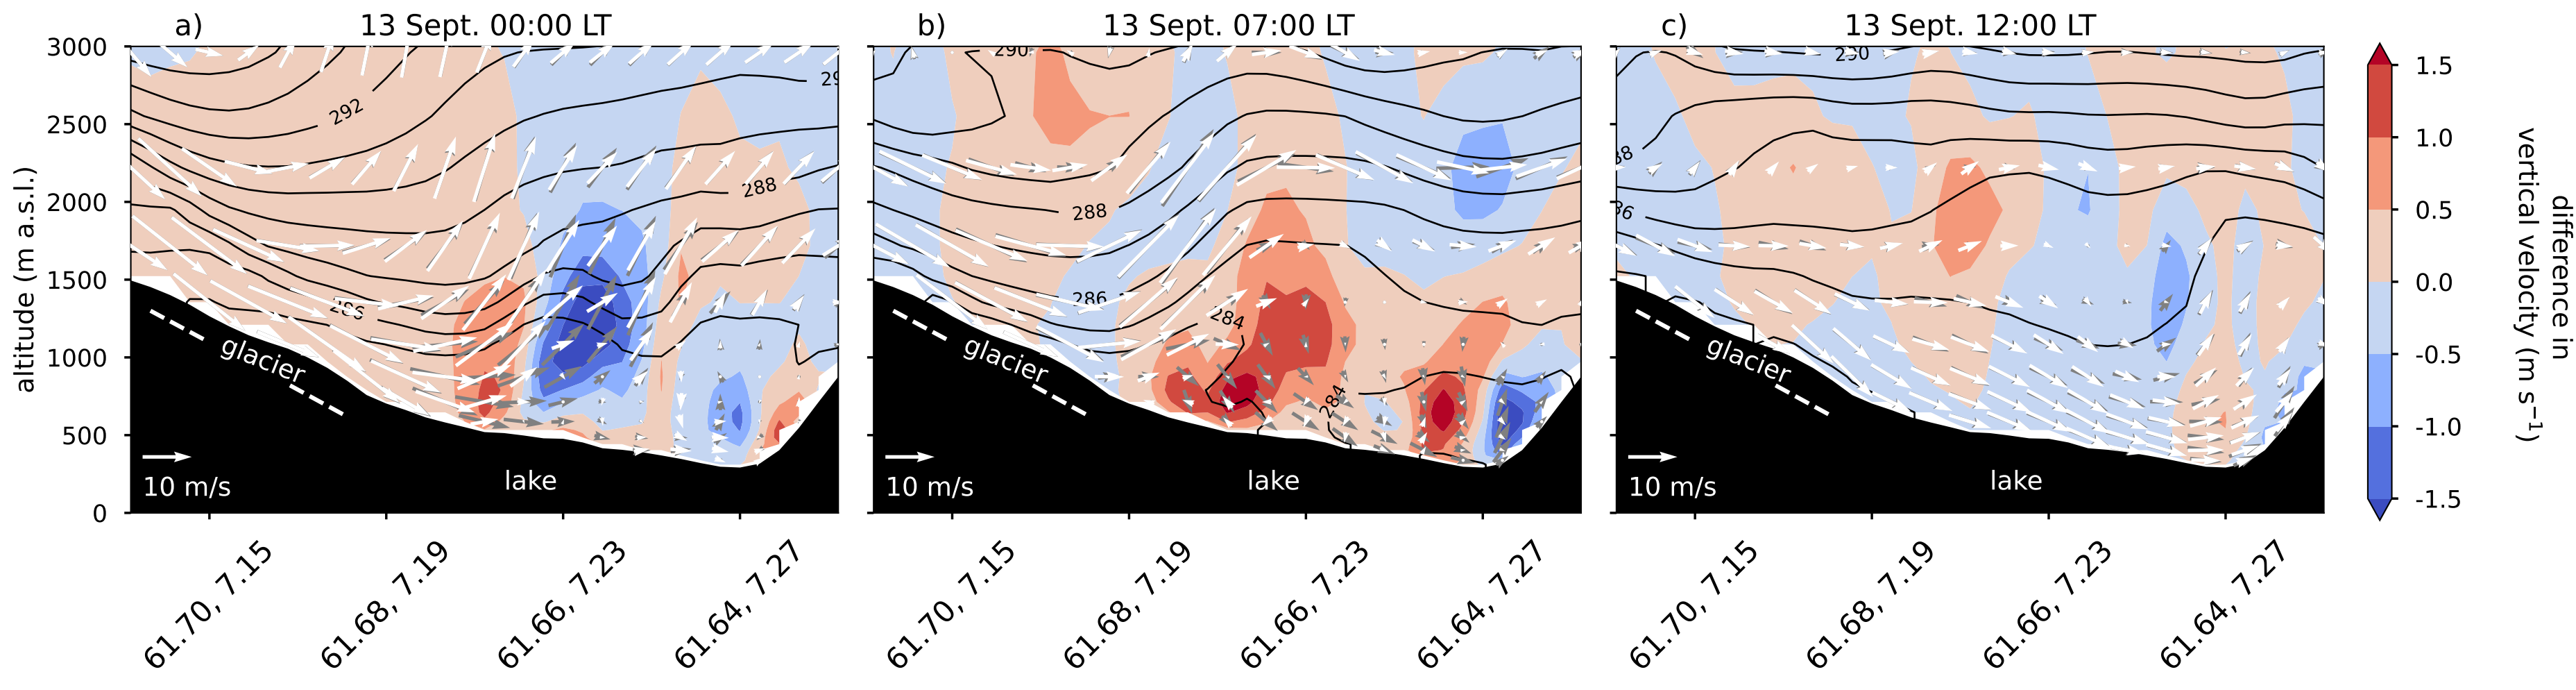 a) 13 Sept. 00:00 LT
b) 13 Sept. 07:00 LT
c) 13 Sept. 12:00 LT
altitude (m a.s.l.)
3000
2500
2000
1500
1000
500
0
292
288
286
glacier
lake
10 m/s
61.70, 7.15
61.68, 7.19
61.66, 7.23
61.64, 7.27
290
288
286
284
284
glacier
lake
10 m/s
61.70, 7.15
61.68, 7.19
61.66, 7.23
61.64, 7.27
290
glacier
lake
10 m/s
61.70, 7.15
61.68, 7.19
61.66, 7.23
61.64, 7.27
1.5
1.0
0.5
0.0
-0.5
-1.0
-1.5
difference in
vertical velocity (m s⁻¹)